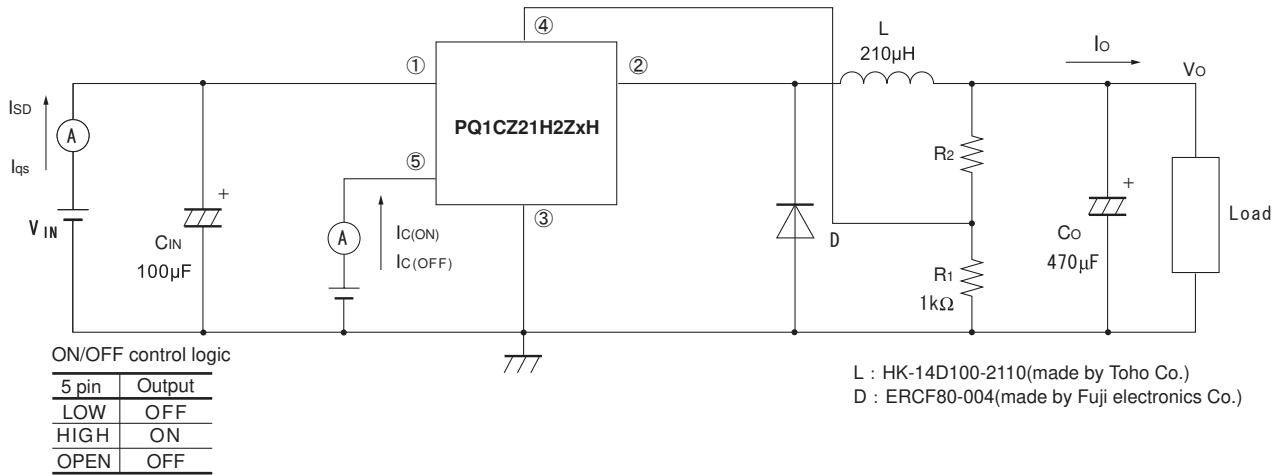 ④
L
210μH
IO
①
②
VO
ISD
A
PQ1CZ21H2ZxH
R2
Iqs
⑤
+
+
Load
VIN
CIN
100μF
A
IC(ON)
IC(OFF)
③
D
R1
1kΩ
CO
470μF
ON/OFF control logic
5 pin Output
LOW OFF
HIGH ON
OPEN OFF
L : HK-14D100-2110(made by Toho Co.)
D : ERCF80-004(made by Fuji electronics Co.)